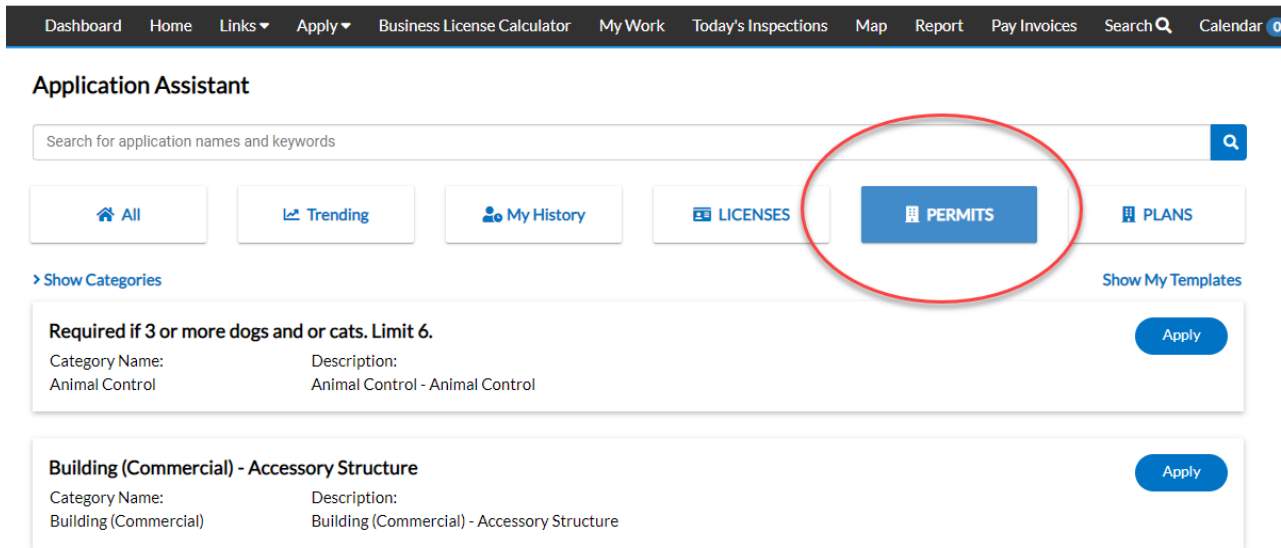 Dashboard Home Links Apply Business License Calculator My Work Today's Inspections Map Report Pay Invoices Search Calendar 0
Application Assistant
Search for application names and keywords
All Trending My History LICENSES PERMITS PLANS
> Show Categories Show My Templates
Required if 3 or more dogs and or cats. Limit 6. Apply
Category Name: Description:
Animal Control Animal Control - Animal Control
Building (Commercial) - Accessory Structure Apply
Category Name: Description:
Building (Commercial) Building (Commercial) - Accessory Structure